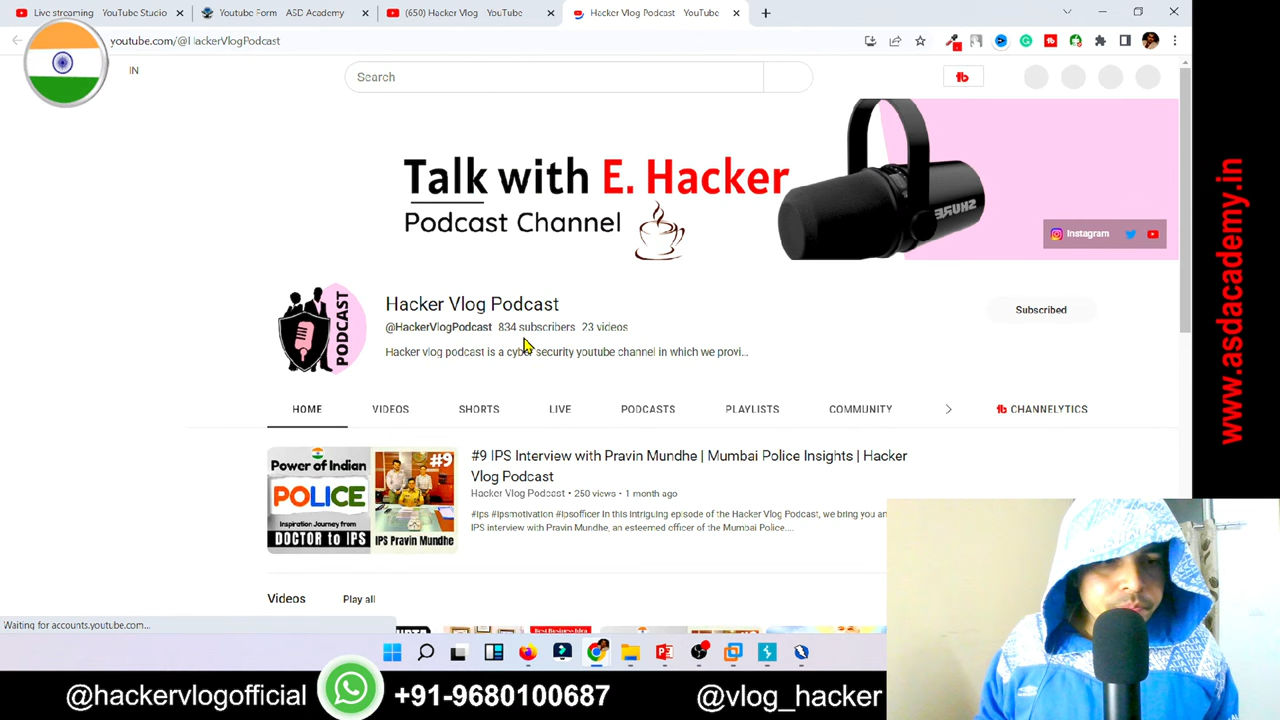 Live streaming - YouTube Studio
Youtube Form - ASD Academy
(650) Hacker Vlog - YouTube
Hacker Vlog Podcast - YouTube
youtube.com/@HackerVlogPodcast
IN
Search
Talk with E. Hacker
Podcast Channel
SHURE
Instagram
PODCAST
Hacker Vlog Podcast
@HackerVlogPodcast 834 subscribers 23 videos
Hacker vlog podcast is a cyber security youtube channel in which we provi...
Subscribed
HOME VIDEOS SHORTS LIVE PODCASTS PLAYLISTS COMMUNITY CHANNELYTICS
Power of Indian
POLICE
Inspiration Journey from
DOCTOR to IPS
#9
IPS Pravin Mundhe
#9 IPS Interview with Pravin Mundhe | Mumbai Police Insights | Hacker
Vlog Podcast
Hacker Vlog Podcast • 250 views • 1 month ago
#ips #ipsmotivation #ipsofficer In this intriguing episode of the Hacker Vlog Podcast, we bring you an
IPS interview with Pravin Mundhe, an esteemed officer of the Mumbai Police....
Videos Play all
Waiting for accounts.youtube.com...
@hackervlogofficial
+91-9680100687
@vlog_hacker
www.asdacademy.in